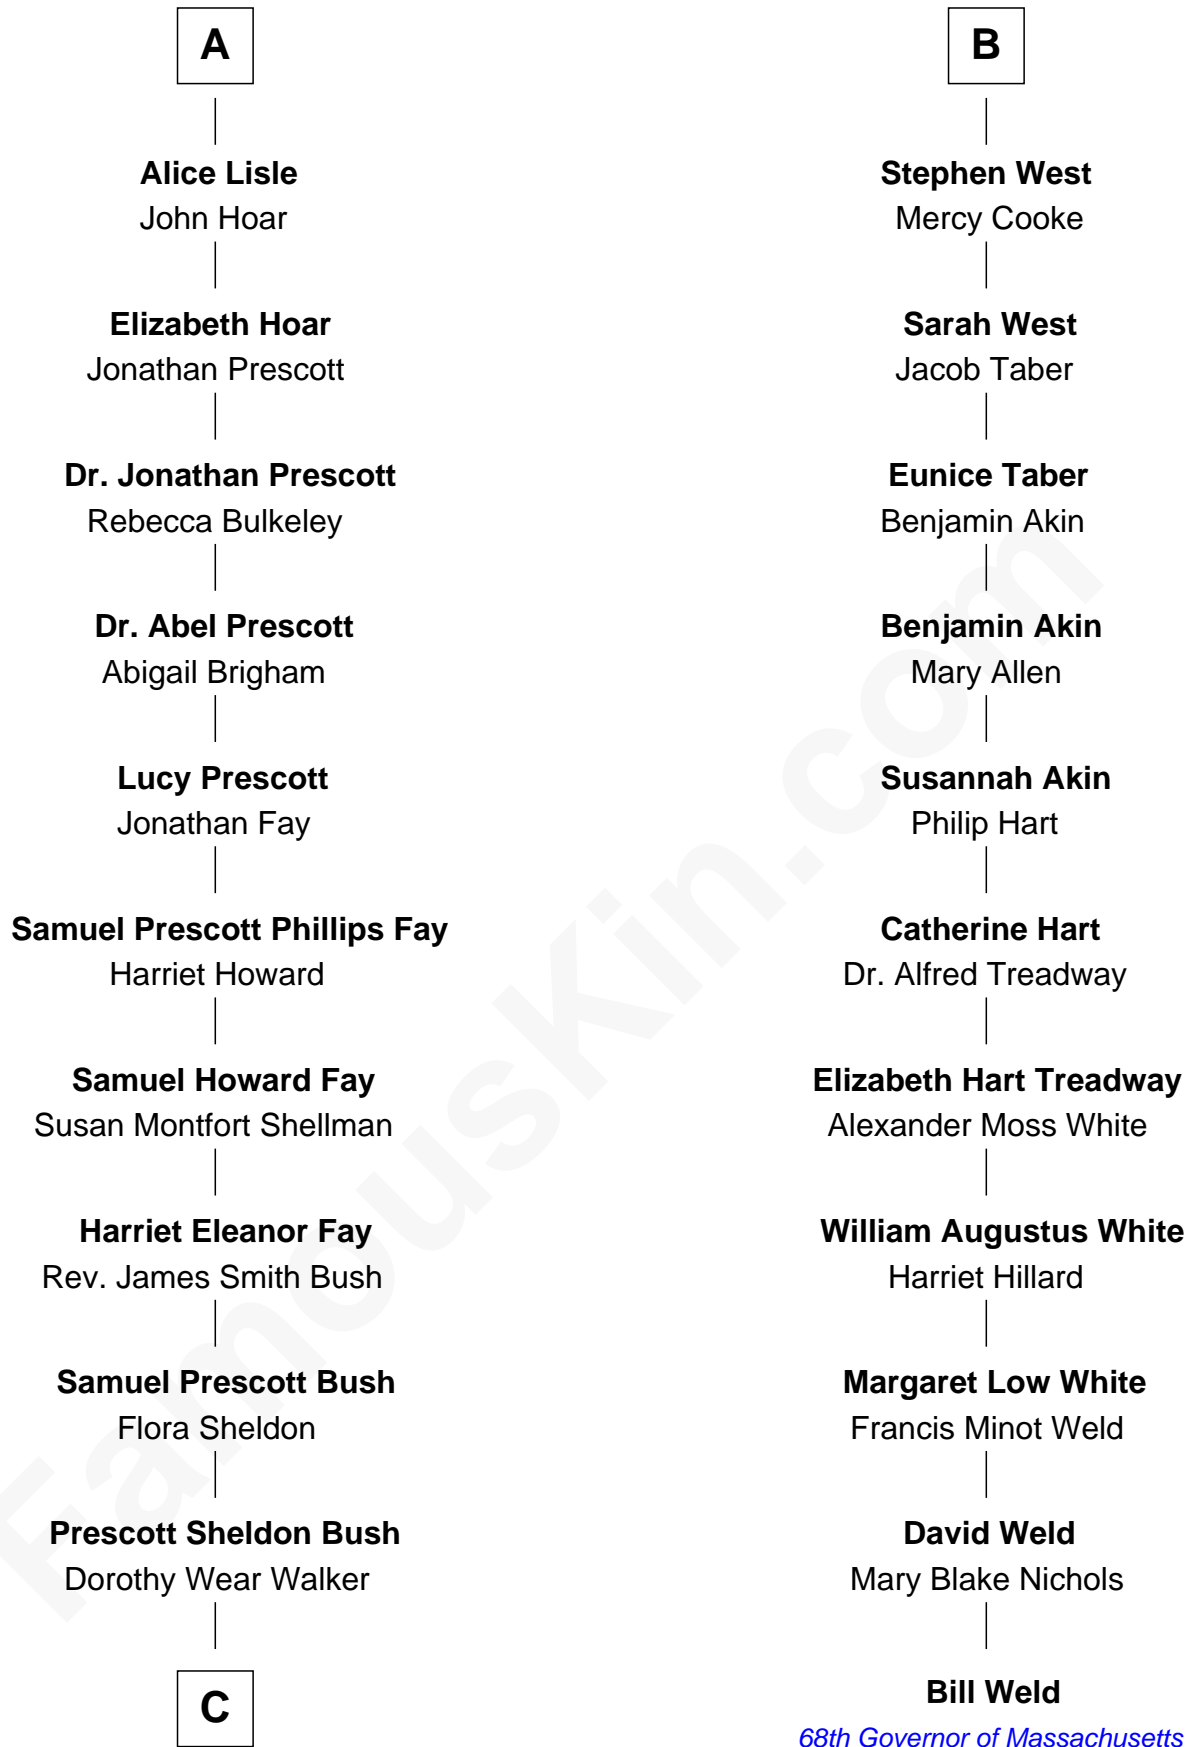 A
Alice Lisle
John Hoar
Elizabeth Hoar
Jonathan Prescott
Dr. Jonathan Prescott
Rebecca Bulkeley
Dr. Abel Prescott
Abigail Brigham
Lucy Prescott
Jonathan Fay
Samuel Prescott Phillips Fay
Harriet Howard
Samuel Howard Fay
Susan Montfort Shellman
Harriet Eleanor Fay
Rev. James Smith Bush
Samuel Prescott Bush
Flora Sheldon
Prescott Sheldon Bush
Dorothy Wear Walker
C
B
Stephen West
Mercy Cooke
Sarah West
Jacob Taber
Eunice Taber
Benjamin Akin
Benjamin Akin
Mary Allen
Susannah Akin
Philip Hart
Catherine Hart
Dr. Alfred Treadway
Elizabeth Hart Treadway
Alexander Moss White
William Augustus White
Harriet Hillard
Margaret Low White
Francis Minot Weld
David Weld
Mary Blake Nichols
Bill Weld
68th Governor of Massachusetts
FamousKin.com